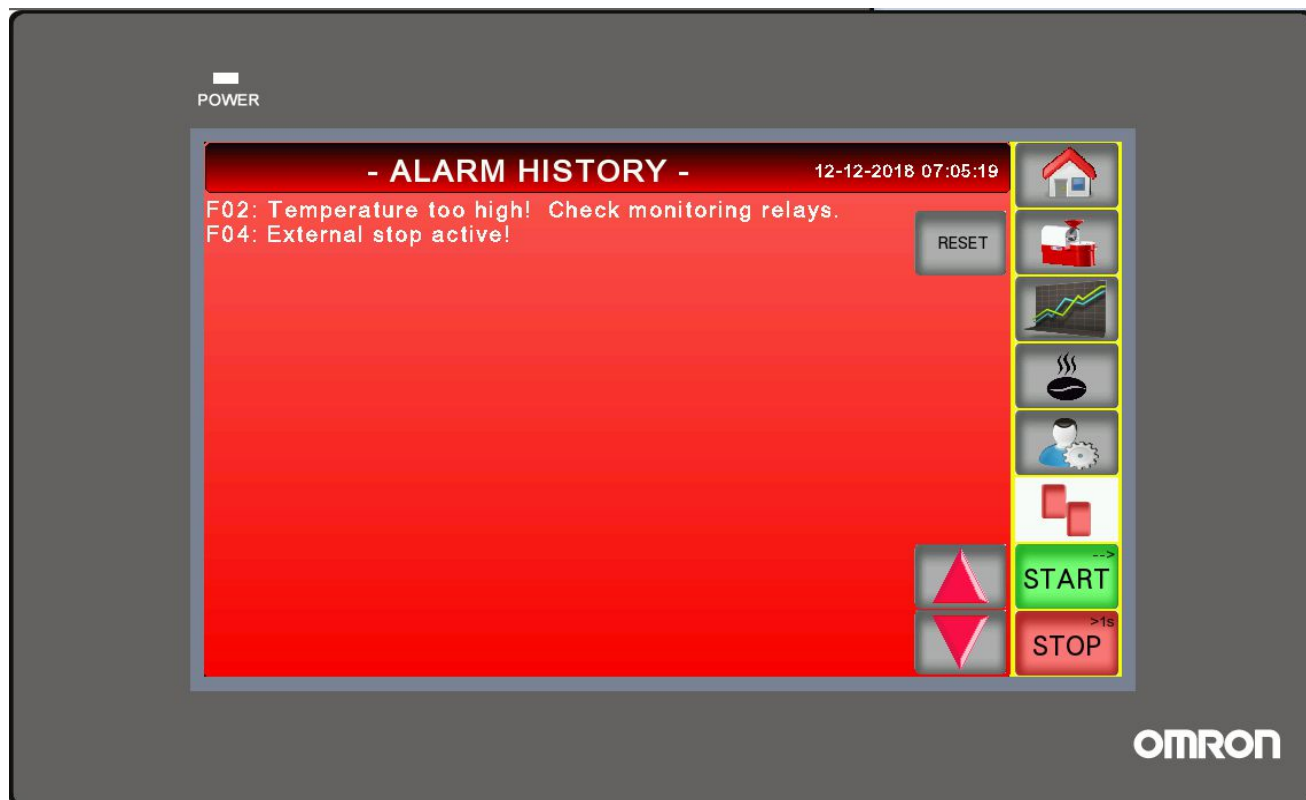 POWER
- ALARM HISTORY - 12-12-2018 07:05:19
F02: Temperature too high! Check monitoring relays.
F04: External stop active!
RESET
-->
START
>1s
STOP
OMRON